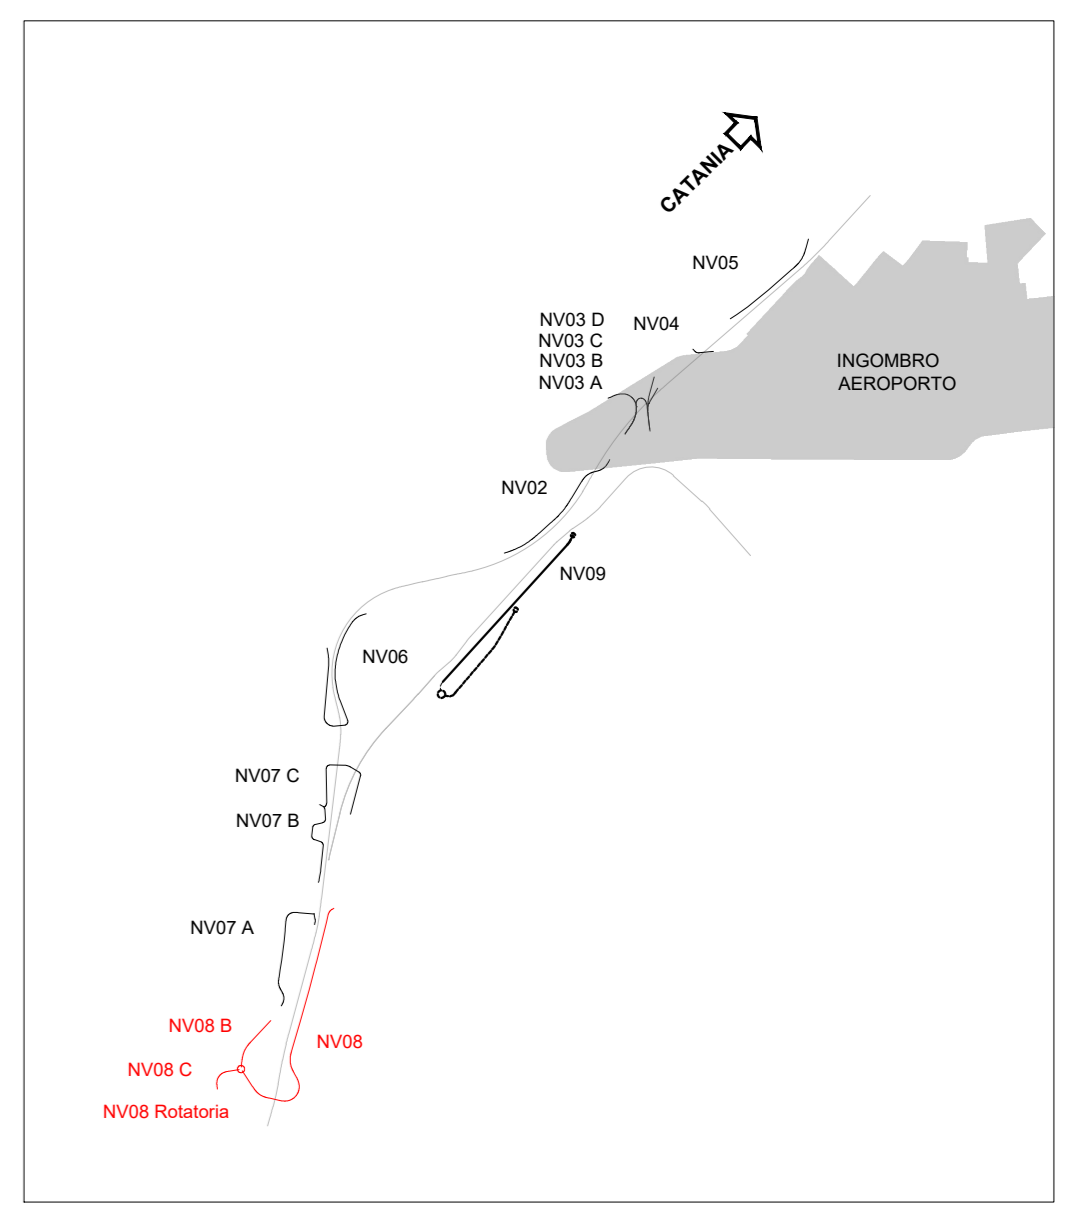 CATANIA
NV05
NV03 D
NV04
NV03 C
NV03 B
NV03 A
INGOMBRO
AEROPORTO
NV02
NV09
NV06
NV07 C
NV07 B
NV07 A
NV08 B
NV08
NV08 C
NV08 Rotatoria